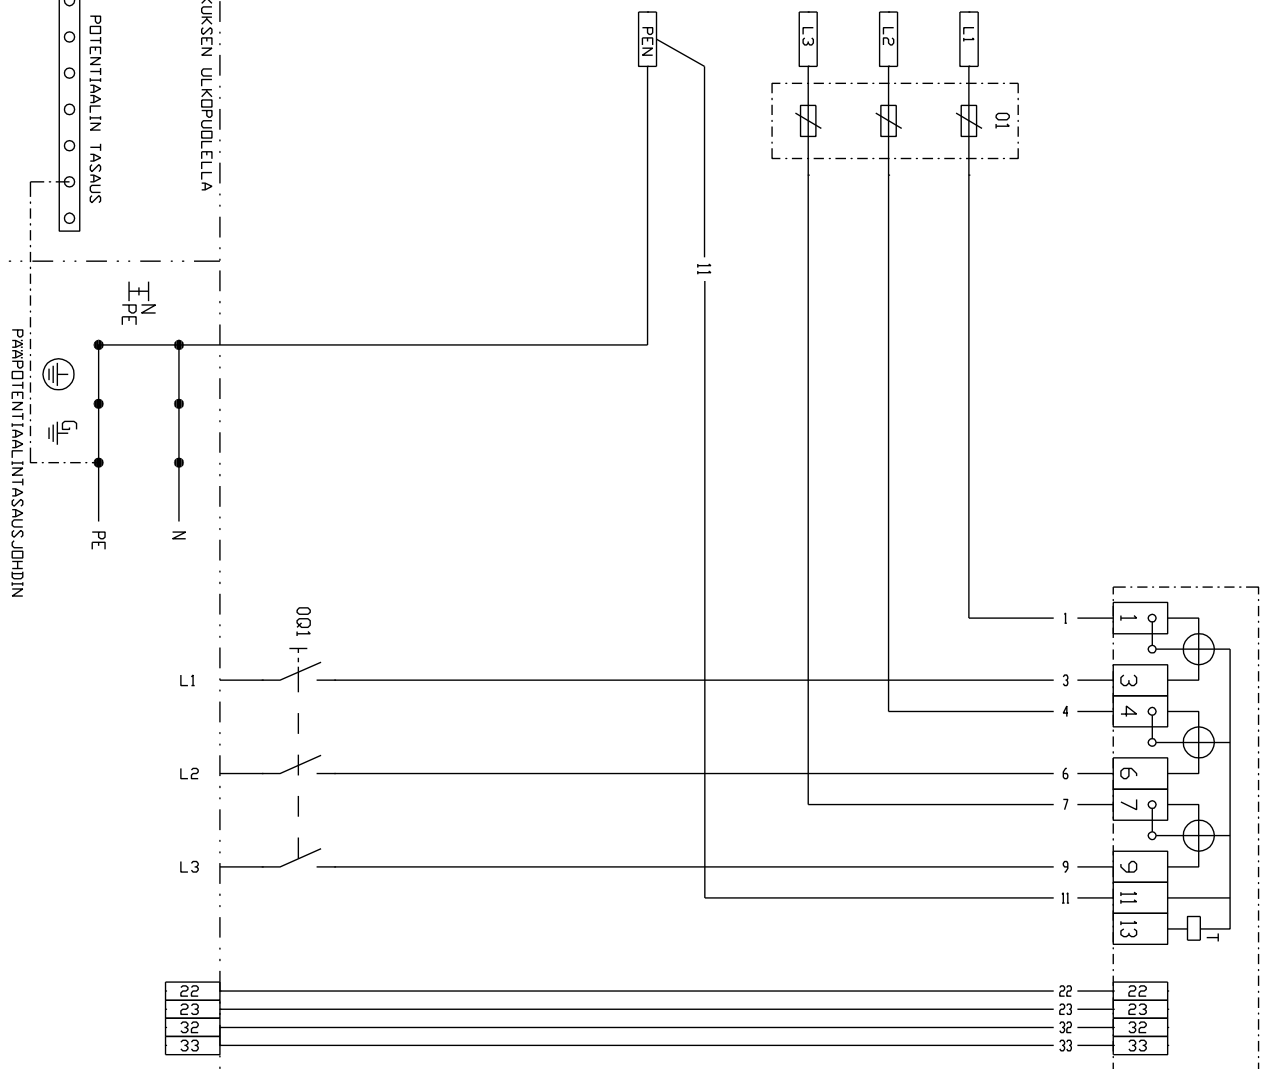 KUKSEN ULKOPUOLELLA
POTENTIAALIN TASAUS
PEN
L3
L2
L1
01
11
N
PE
G
PÄÄPOTENTIAALINTASAUSJOHDIN
PE
N
0Q1
L1
L2
L3
1
3
4
6
7
9
11
1
3
4
6
7
9
11
13
T
22 22 22
23 23 23
32 32 32
33 33 33